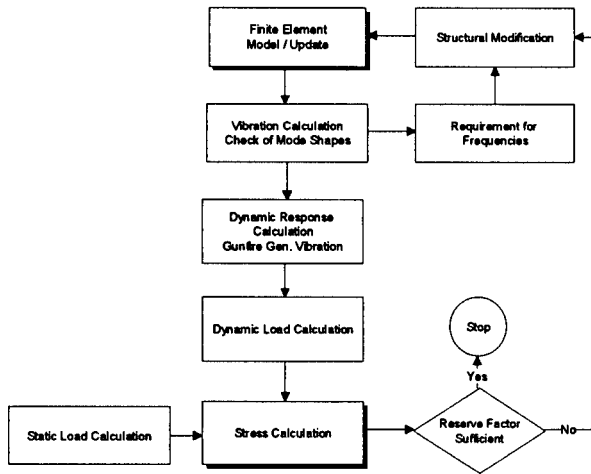 Finite Element
Model / Update
Structural Modification
Vibration Calculation
Check of Mode Shapes
Requirement for
Frequencies
Dynamic Response
Calculation
Gunfire Gen. Vibration
Dynamic Load Calculation
Stop
Yes
Static Load Calculation
Stress Calculation
Reserve Factor
Sufficient
No